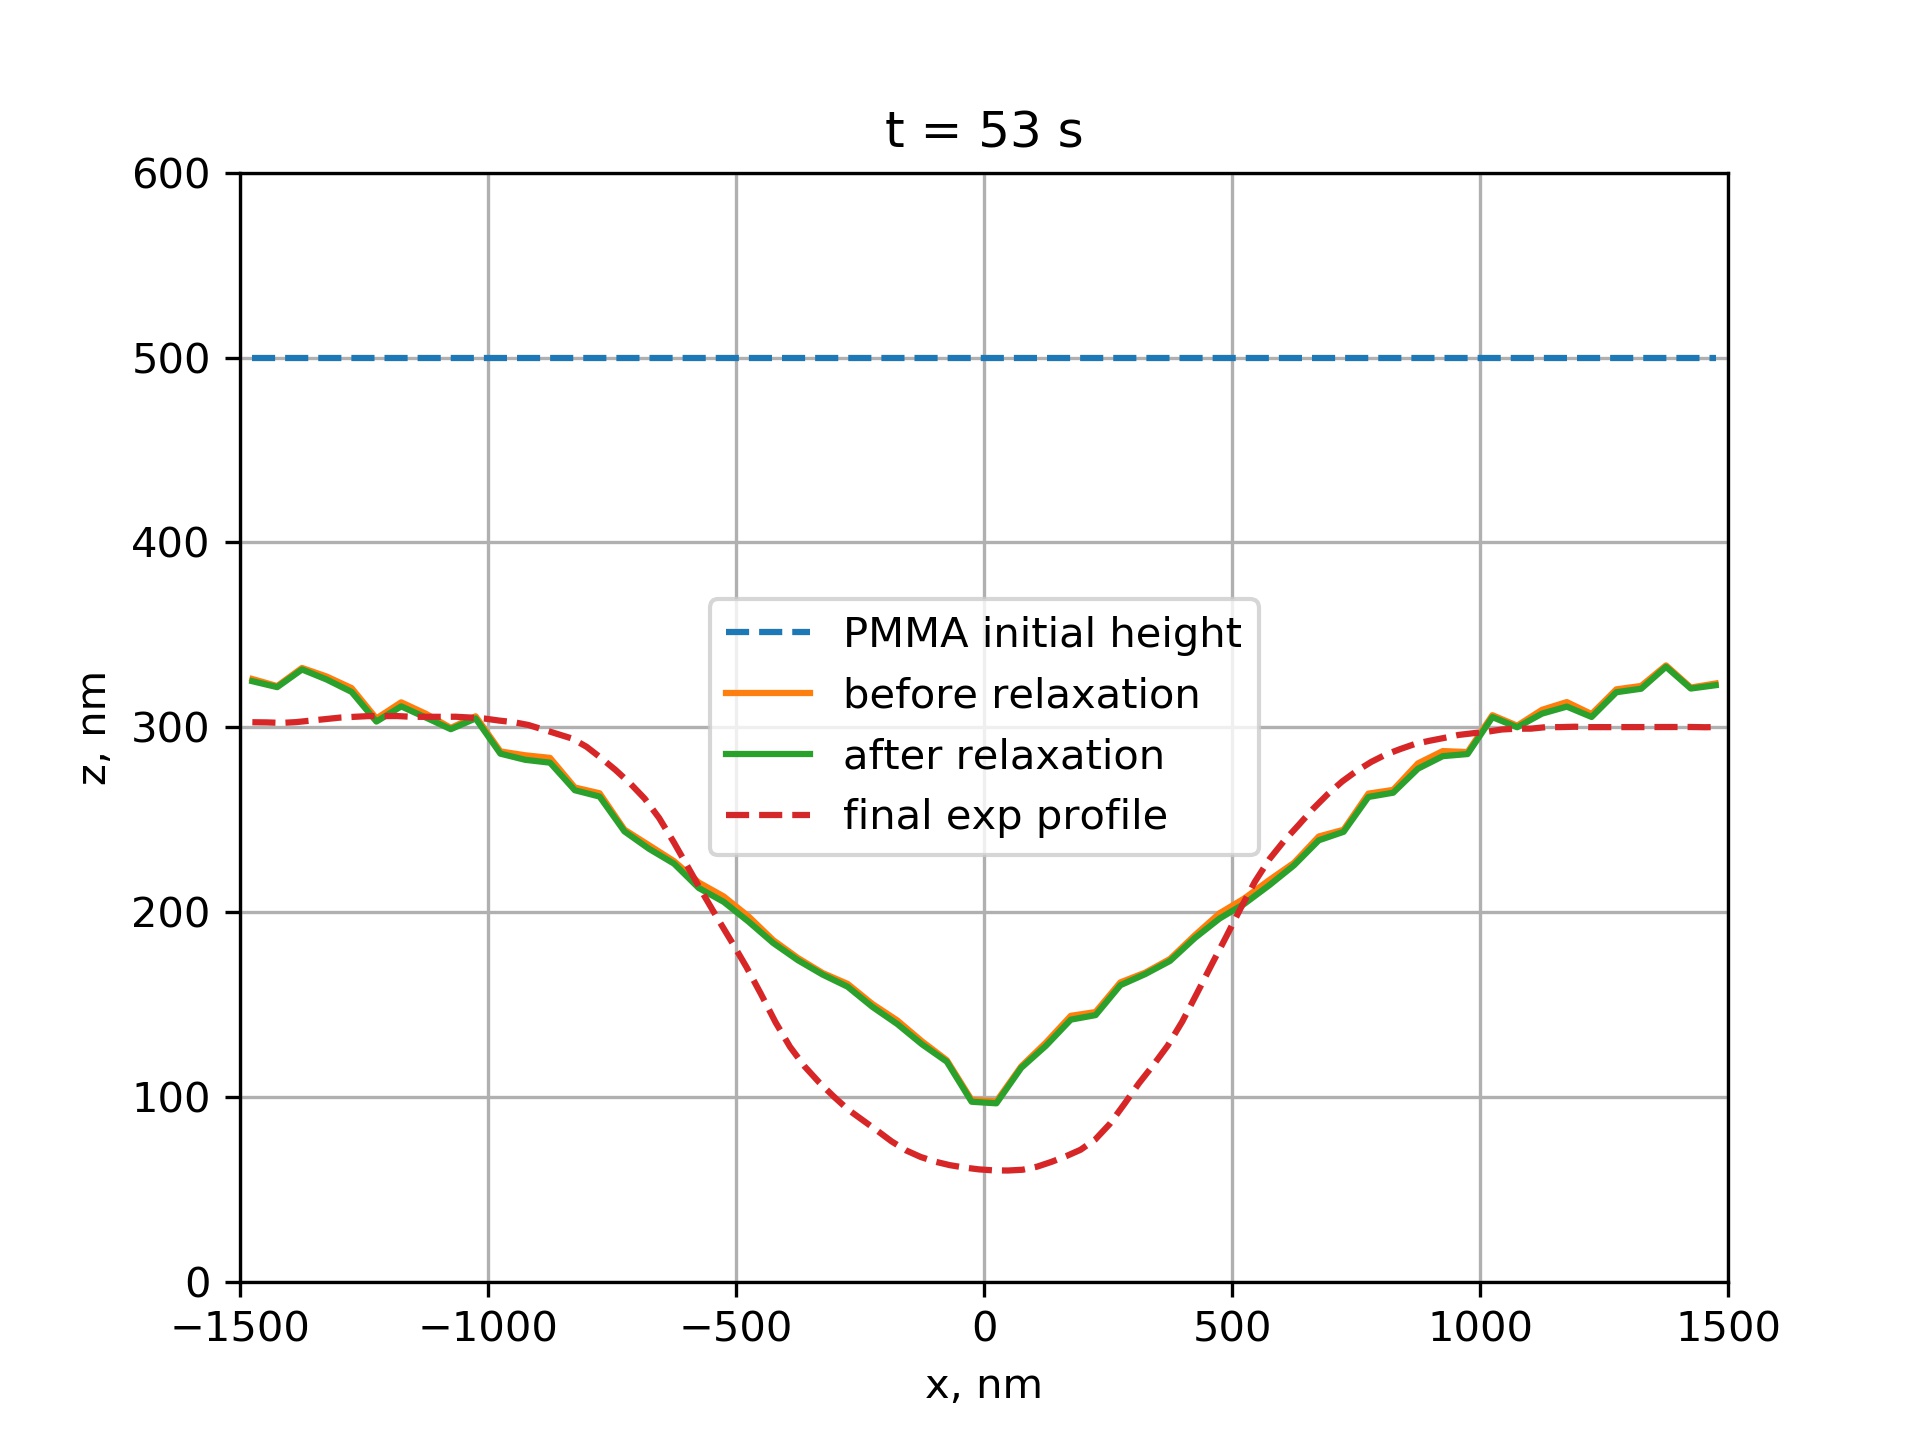 t = 53 s
600
500
400
300
200
100
0
z, nm
PMMA initial height
before relaxation
after relaxation
final exp profile
−1500 −1000 −500 0 500 1000 1500
x, nm